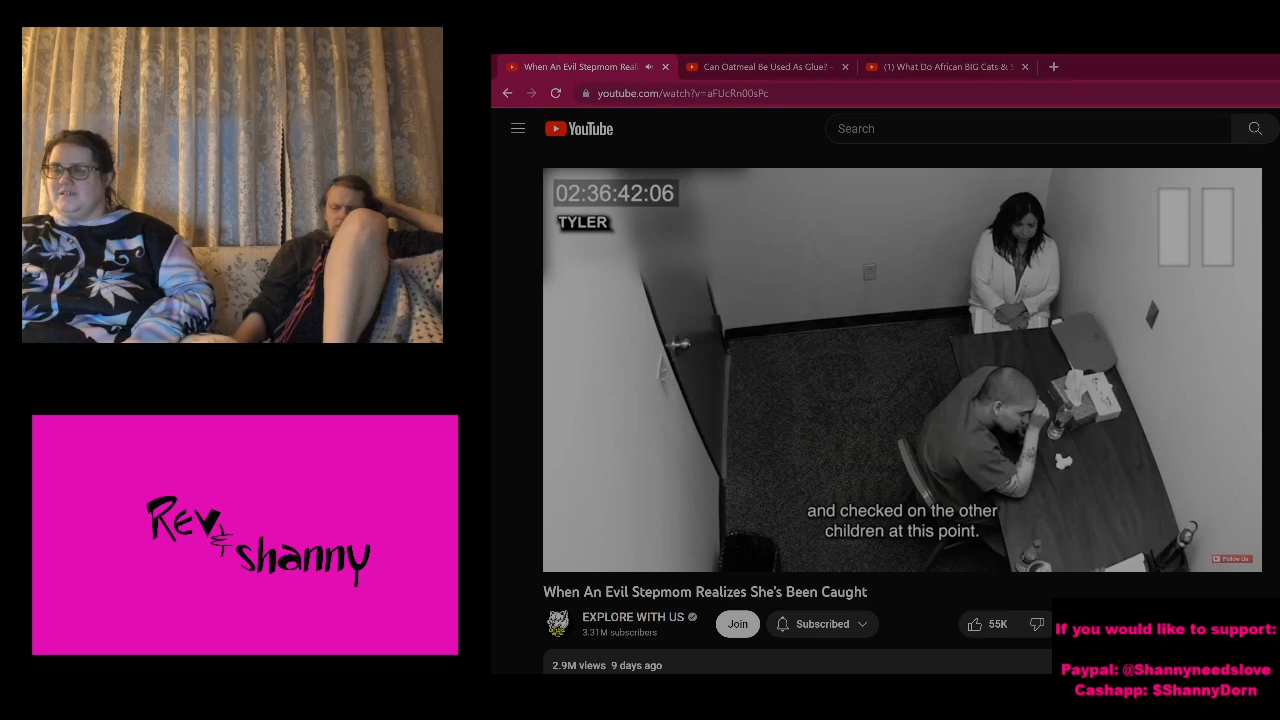 When An Evil Stepmom Reali
Can Oatmeal Be Used As Glue? -
(1) What Do African BIG Cats &
youtube.com/watch?v=aFUcRn00sPc
YouTube
Search
02:36:42:06
TYLER
and checked on the other
children at this point.
Follow Us
When An Evil Stepmom Realizes She's Been Caught
EXPLORE WITH US
3.31M subscribers
Join
Subscribed
55K
2.9M views 9 days ago
Rev
&
shanny
If you would like to support:
Paypal: @Shannyneedslove
Cashapp: $ShannyDorn